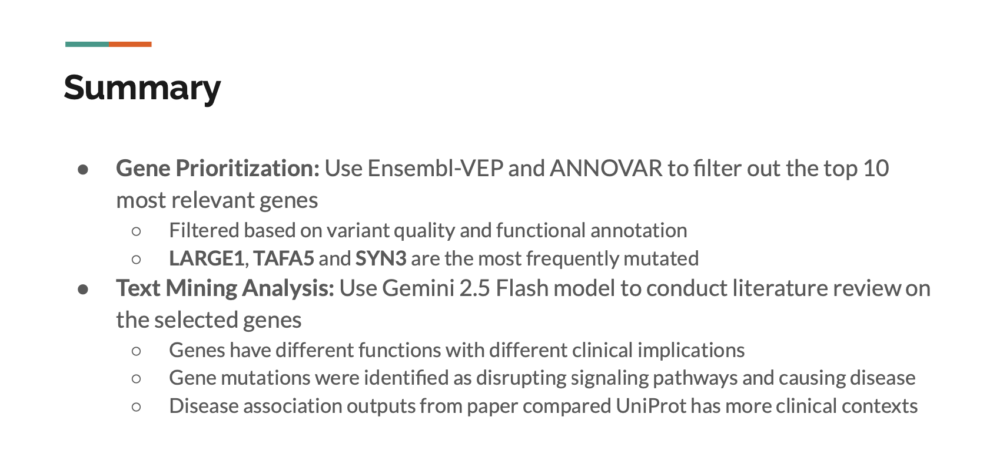 Summary
● Gene Prioritization: Use Ensembl-VEP and ANNOVAR to filter out the top 10
most relevant genes
○ Filtered based on variant quality and functional annotation
○ LARGE1, TAFA5 and SYN3 are the most frequently mutated
● Text Mining Analysis: Use Gemini 2.5 Flash model to conduct literature review on
the selected genes
○ Genes have different functions with different clinical implications
○ Gene mutations were identified as disrupting signaling pathways and causing disease
○ Disease association outputs from paper compared UniProt has more clinical contexts